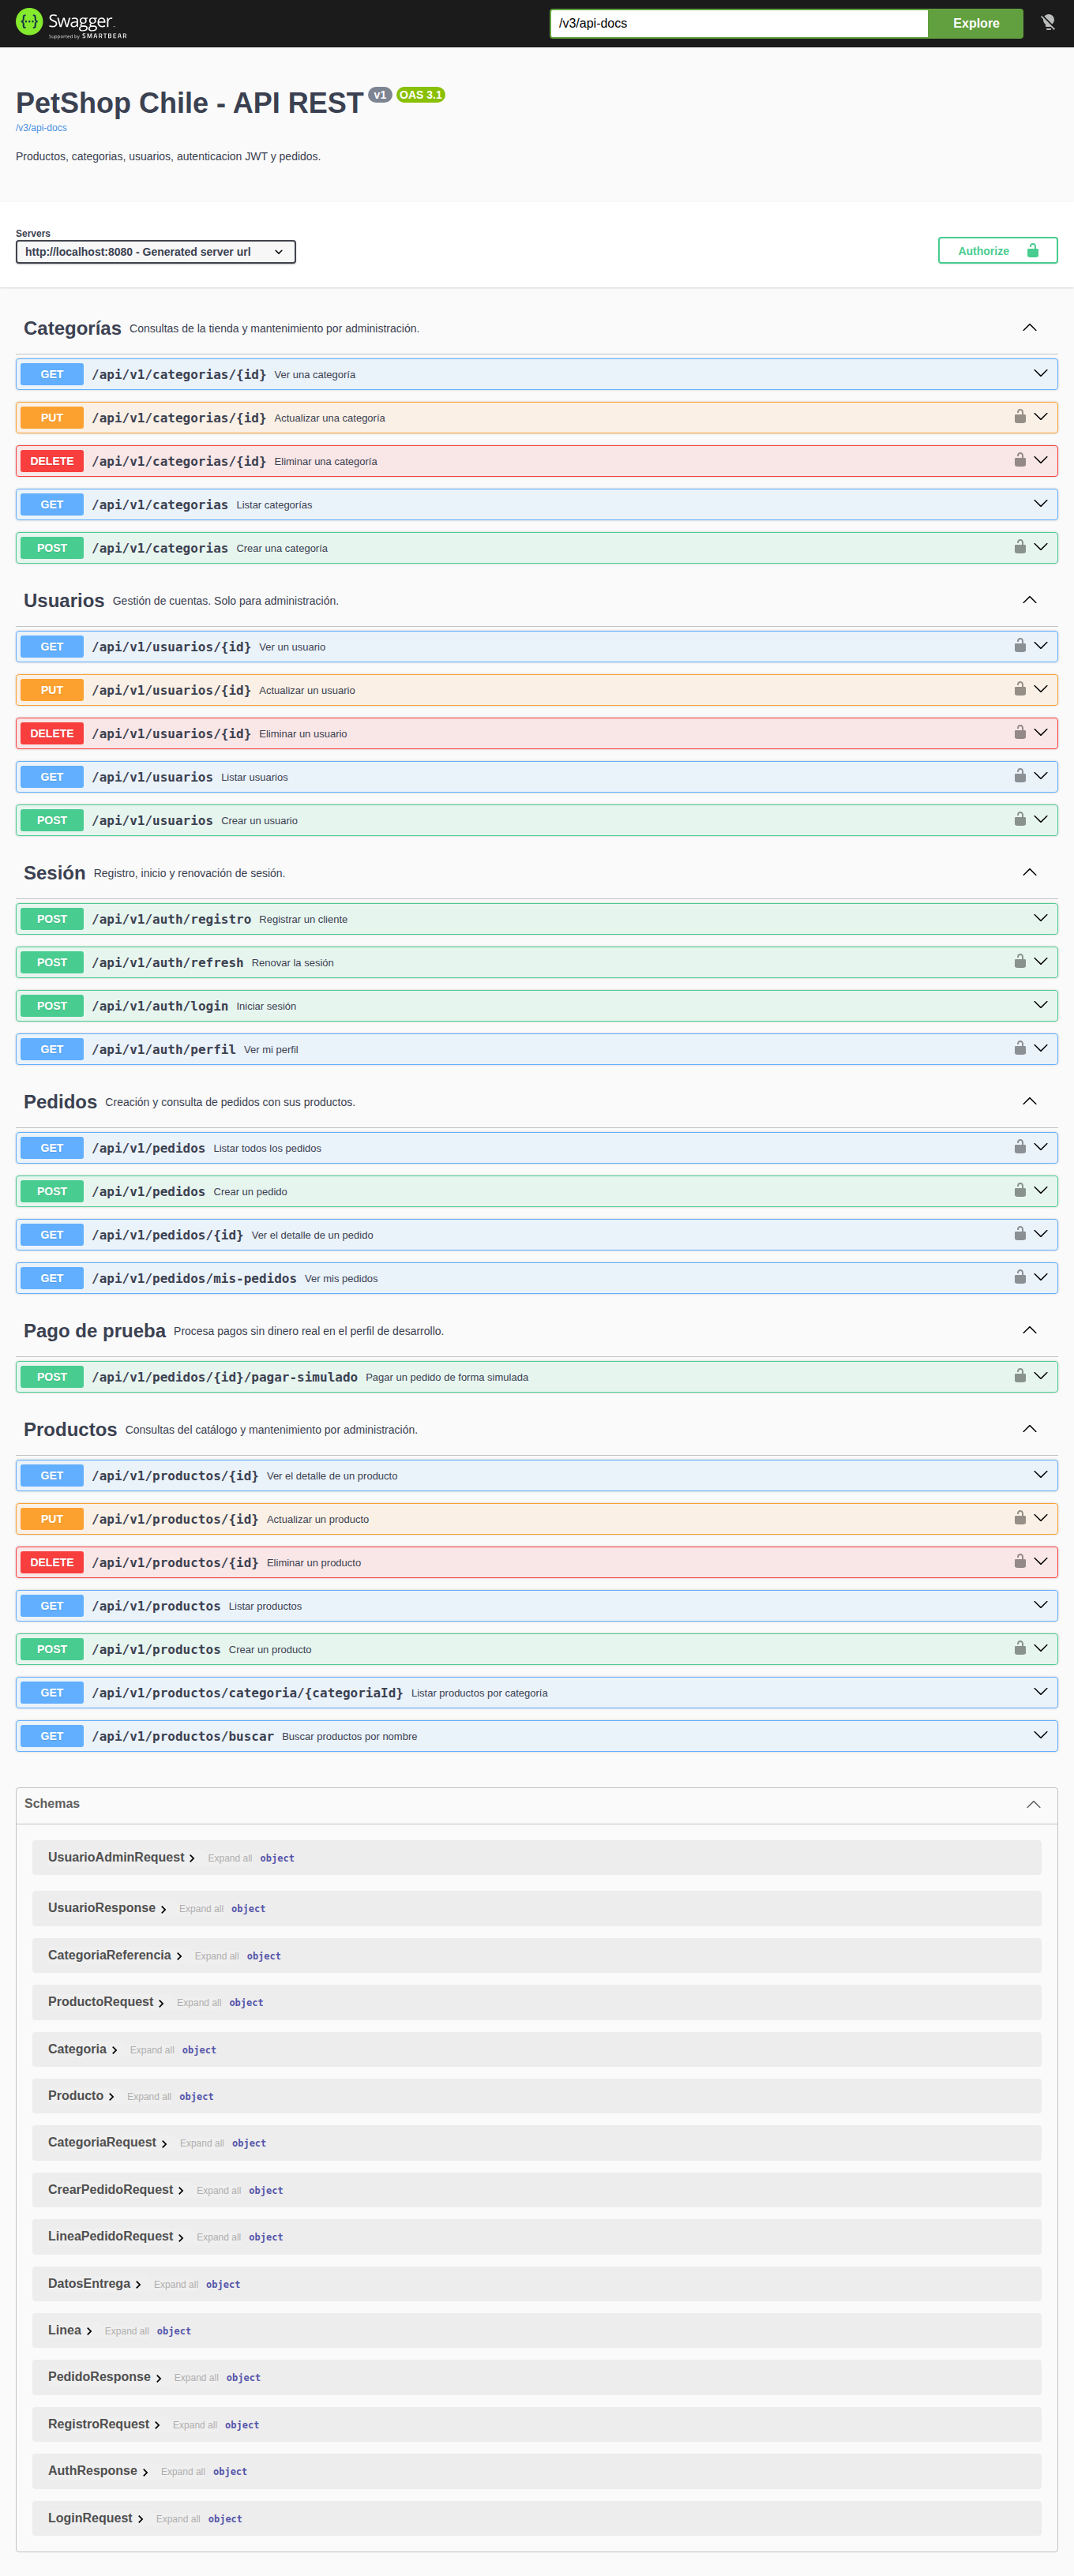 Swagger
Supported by SMARTBEAR
/v3/api-docs
Explore
PetShop Chile - API REST v1 OAS 3.1
/v3/api-docs
Productos, categorias, usuarios, autenticacion JWT y pedidos.
Servers
http://localhost:8080 - Generated server url
Authorize
Categorías Consultas de la tienda y mantenimiento por administración.
GET /api/v1/categorias/{id} Ver una categoría
PUT /api/v1/categorias/{id} Actualizar una categoría
DELETE /api/v1/categorias/{id} Eliminar una categoría
GET /api/v1/categorias Listar categorías
POST /api/v1/categorias Crear una categoría
Usuarios Gestión de cuentas. Solo para administración.
GET /api/v1/usuarios/{id} Ver un usuario
PUT /api/v1/usuarios/{id} Actualizar un usuario
DELETE /api/v1/usuarios/{id} Eliminar un usuario
GET /api/v1/usuarios Listar usuarios
POST /api/v1/usuarios Crear un usuario
Sesión Registro, inicio y renovación de sesión.
POST /api/v1/auth/registro Registrar un cliente
POST /api/v1/auth/refresh Renovar la sesión
POST /api/v1/auth/login Iniciar sesión
GET /api/v1/auth/perfil Ver mi perfil
Pedidos Creación y consulta de pedidos con sus productos.
GET /api/v1/pedidos Listar todos los pedidos
POST /api/v1/pedidos Crear un pedido
GET /api/v1/pedidos/{id} Ver el detalle de un pedido
GET /api/v1/pedidos/mis-pedidos Ver mis pedidos
Pago de prueba Procesa pagos sin dinero real en el perfil de desarrollo.
POST /api/v1/pedidos/{id}/pagar-simulado Pagar un pedido de forma simulada
Productos Consultas del catálogo y mantenimiento por administración.
GET /api/v1/productos/{id} Ver el detalle de un producto
PUT /api/v1/productos/{id} Actualizar un producto
DELETE /api/v1/productos/{id} Eliminar un producto
GET /api/v1/productos Listar productos
POST /api/v1/productos Crear un producto
GET /api/v1/productos/categoria/{categoriaId} Listar productos por categoría
GET /api/v1/productos/buscar Buscar productos por nombre
Schemas
UsuarioAdminRequest Expand all object
UsuarioResponse Expand all object
CategoriaReferencia Expand all object
ProductoRequest Expand all object
Categoria Expand all object
Producto Expand all object
CategoriaRequest Expand all object
CrearPedidoRequest Expand all object
LineaPedidoRequest Expand all object
DatosEntrega Expand all object
Linea Expand all object
PedidoResponse Expand all object
RegistroRequest Expand all object
AuthResponse Expand all object
LoginRequest Expand all object